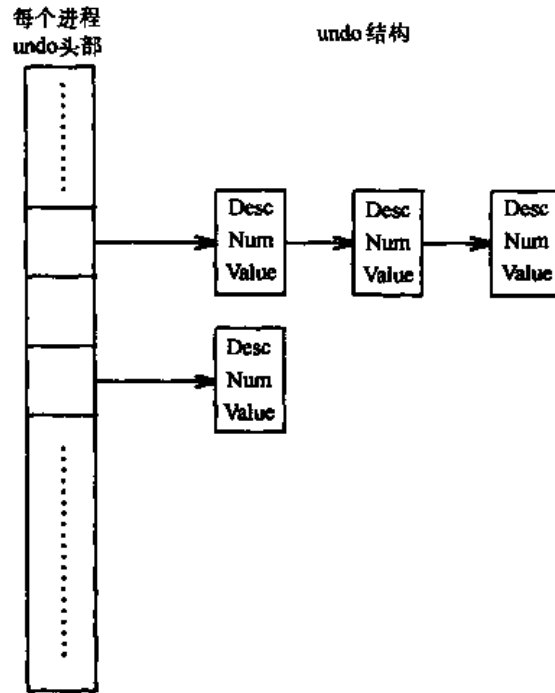 每个进程
undo头部
undo 结构
Desc
Num
Value
Desc
Num
Value
Desc
Num
Value
Desc
Num
Value